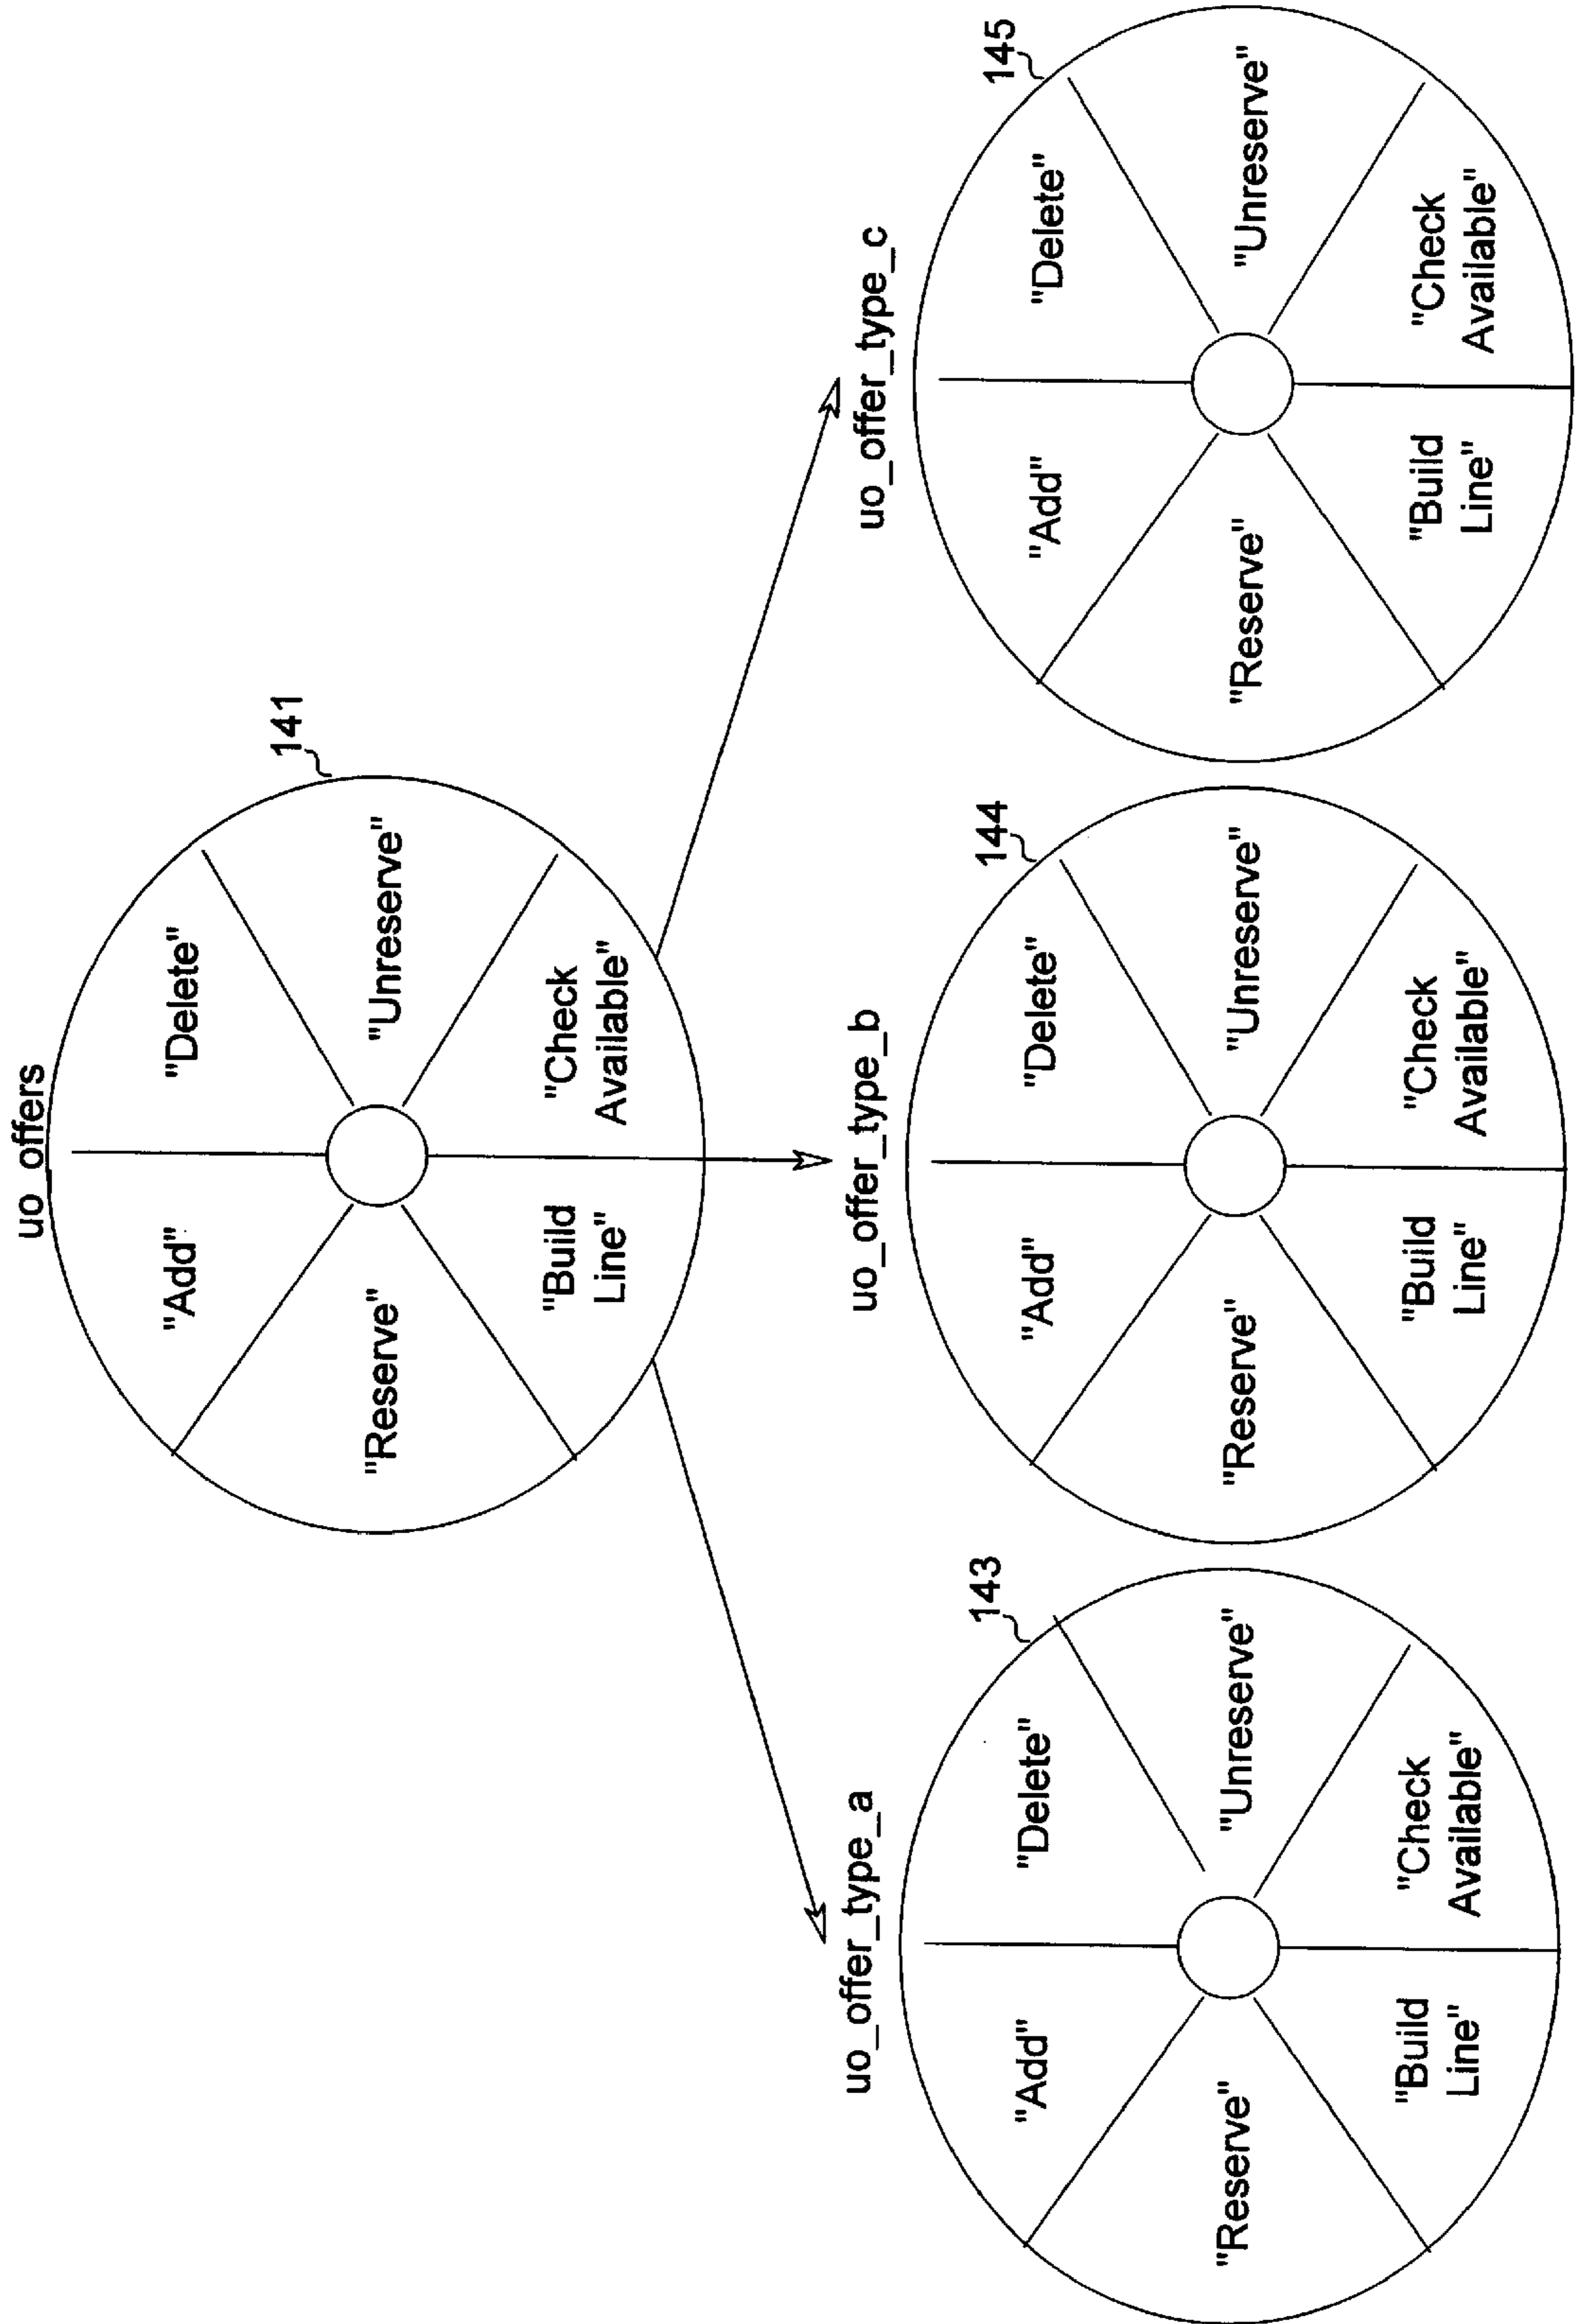 uo_offers
141
"Add"
"Delete"
"Reserve"
"Unreserve"
"Build
Line"
"Check
Available"
uo_offer_type_a
143
"Add"
"Delete"
"Reserve"
"Unreserve"
"Build
Line"
"Check
Available"
uo_offer_type_b
144
"Add"
"Delete"
"Reserve"
"Unreserve"
"Build
Line"
"Check
Available"
uo_offer_type_c
145
"Add"
"Delete"
"Reserve"
"Unreserve"
"Build
Line"
"Check
Available"